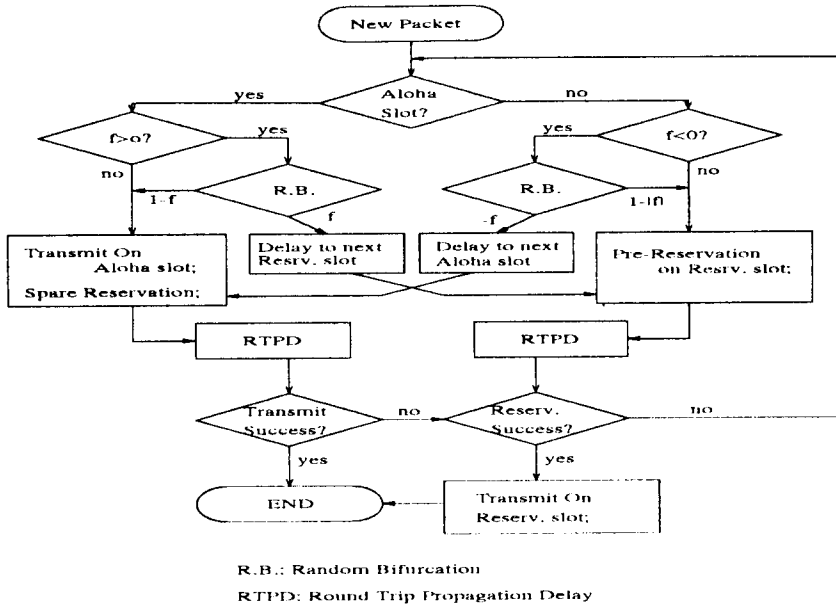 New Packet
Aloha
Slot?
yes
no
f>o?
yes
yes
f<0?
no
R.B.
R.B.
no
1-f
f
-f
1-|f|
Transmit On
Aloha slot;
Spare Reservation;
Delay to next
Resrv. slot
Delay to next
Aloha slot
Pre-Reservation
on Resrv. slot;
RTPD
RTPD
Transmit
Success?
no
Reserv.
Success?
no
yes
yes
END
Transmit On
Reserv. slot;
R.B.: Random Bifurcation
RTPD: Round Trip Propagation Delay